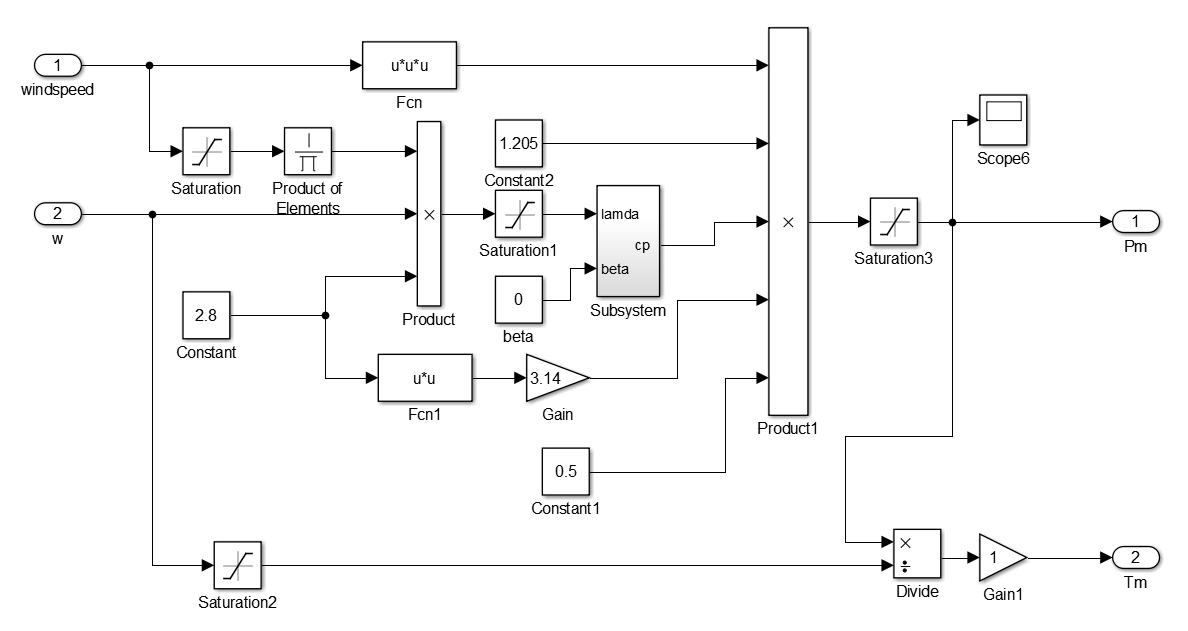 1
windspeed
u*u*u
Fcn
Saturation
1
∏
Product of
Elements
1.205
Constant2
Scope6
2
w
×
Product
Saturation1
lamda
cp
beta
Subsystem
0
beta
×
Product1
Saturation3
1
Pm
2.8
Constant
u*u
Fcn1
3.14
Gain
0.5
Constant1
Saturation2
×
÷
Divide
1
Gain1
2
Tm